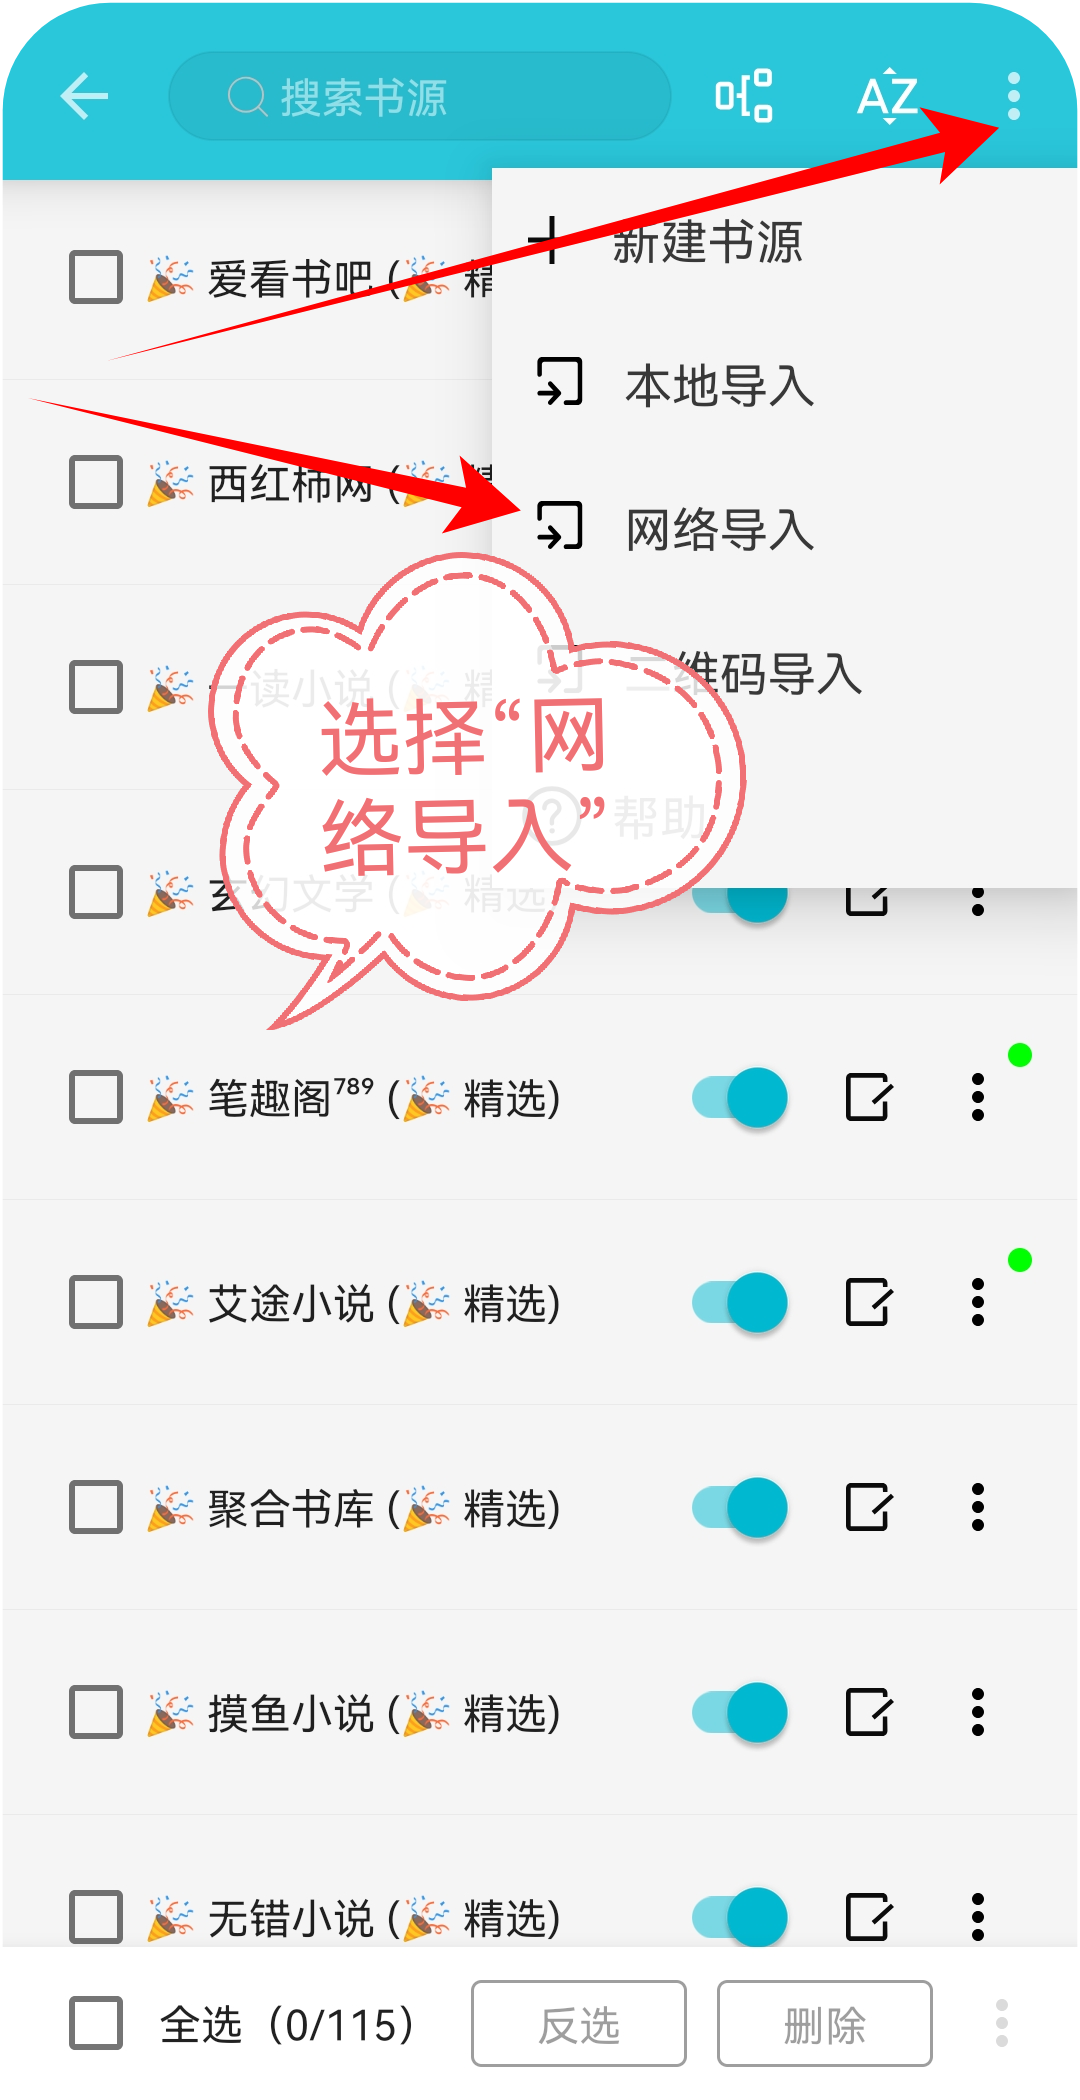 搜索书源
AZ
新建书源
本地导入
网络导入
二维码导入
帮助
爱看书吧 (🎉 精
西红柿网 (🎉 精
一读小说 (🎉 精
选择“网
络导入”
玄幻文学 (🎉 精选
笔趣阁⁷⁸⁹ (🎉 精选)
艾途小说 (🎉 精选)
聚合书库 (🎉 精选)
摸鱼小说 (🎉 精选)
无错小说 (🎉 精选)
全选（0/115）
反选
删除